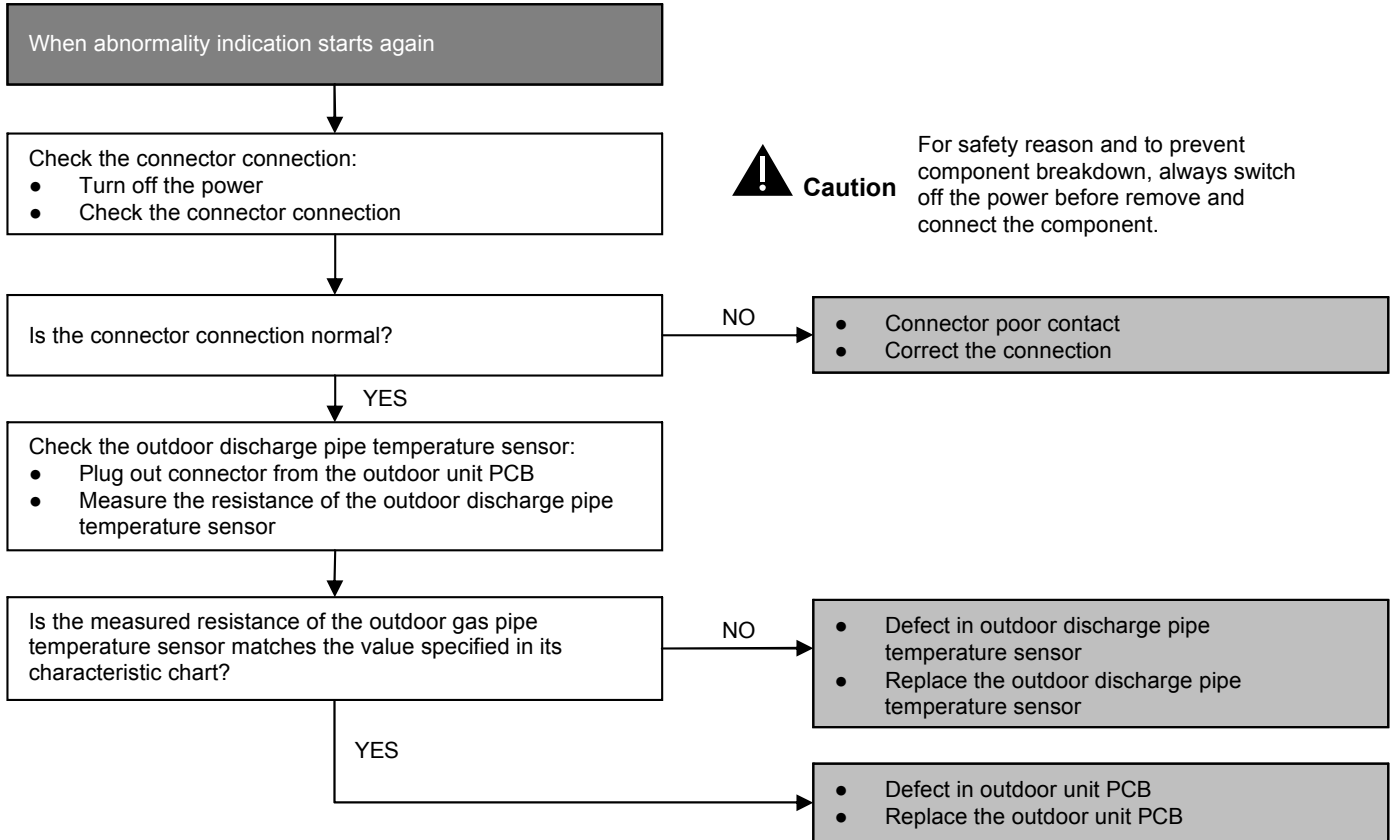 When abnormality indication starts again
Check the connector connection:
● Turn off the power
● Check the connector connection
Caution
For safety reason and to prevent
component breakdown, always switch
off the power before remove and
connect the component.
Is the connector connection normal?
NO
● Connector poor contact
● Correct the connection
YES
Check the outdoor discharge pipe temperature sensor:
● Plug out connector from the outdoor unit PCB
● Measure the resistance of the outdoor discharge pipe
temperature sensor
Is the measured resistance of the outdoor gas pipe
temperature sensor matches the value specified in its
characteristic chart?
NO
● Defect in outdoor discharge pipe
temperature sensor
● Replace the outdoor discharge pipe
temperature sensor
YES
● Defect in outdoor unit PCB
● Replace the outdoor unit PCB